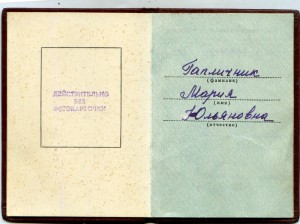 ДЕЙСТВИТЕЛЬНО
БЕЗ
ФОТОКАРТОЧКИ
Гапличник
(фамилия)
Мария
(имя)
Юльяновна
(отчество)